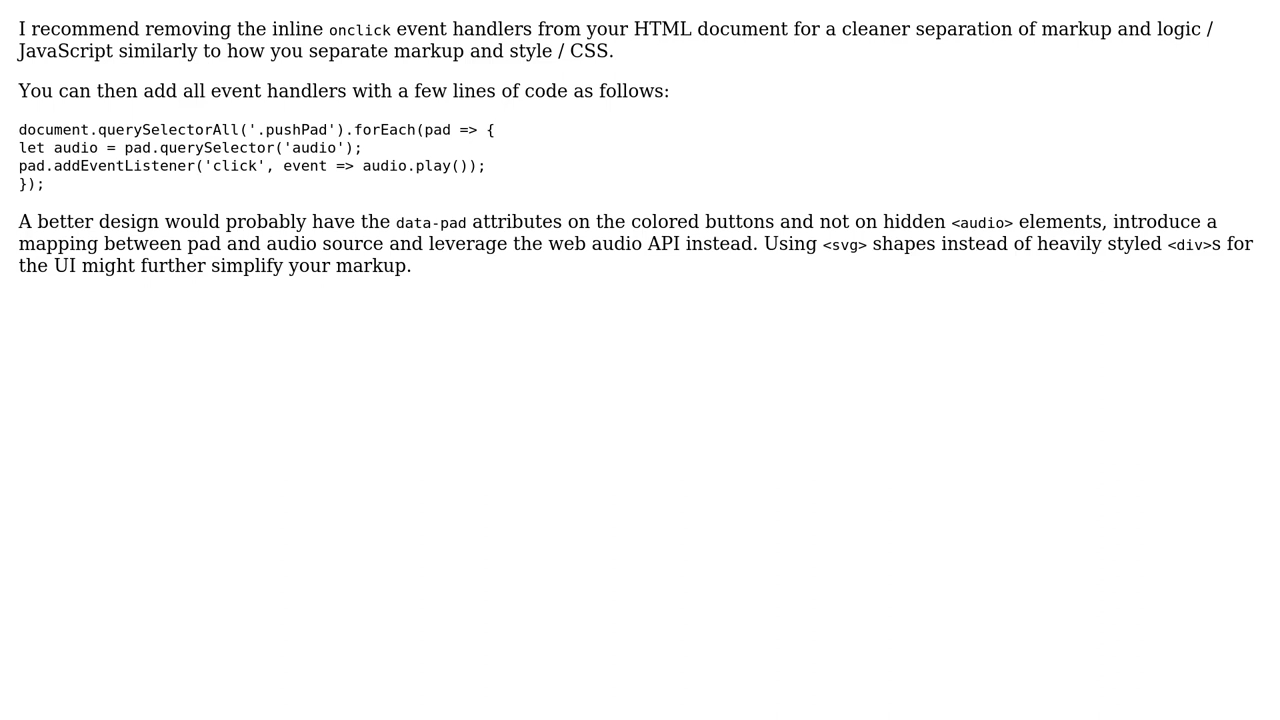 I recommend removing the inline onclick event handlers from your HTML document for a cleaner separation of markup and logic /
JavaScript similarly to how you separate markup and style / CSS.
You can then add all event handlers with a few lines of code as follows:
document.querySelectorAll('.pushPad').forEach(pad => {
let audio = pad.querySelector('audio');
pad.addEventListener('click', event => audio.play());
});
A better design would probably have the data-pad attributes on the colored buttons and not on hidden <audio> elements, introduce a
mapping between pad and audio source and leverage the web audio API instead. Using <svg> shapes instead of heavily styled <div>s for
the UI might further simplify your markup.